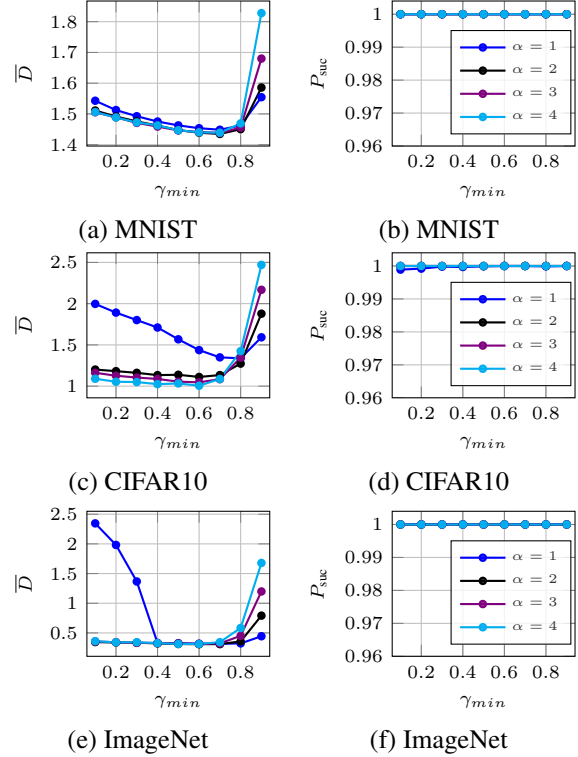 1.8
1.7
1.6
1.5
1.4
D̅
0.2 0.4 0.6 0.8
γmin
(a) MNIST
1
0.99
0.98
0.97
0.96
Psuc
α = 1
α = 2
α = 3
α = 4
0.2 0.4 0.6 0.8
γmin
(b) MNIST
2.5
2
1.5
1
D̅
0.2 0.4 0.6 0.8
γmin
(c) CIFAR10
1
0.99
0.98
0.97
0.96
Psuc
α = 1
α = 2
α = 3
α = 4
0.2 0.4 0.6 0.8
γmin
(d) CIFAR10
2.5
2
1.5
1
0.5
D̅
0.2 0.4 0.6 0.8
γmin
(e) ImageNet
1
0.99
0.98
0.97
0.96
Psuc
α = 1
α = 2
α = 3
α = 4
0.2 0.4 0.6 0.8
γmin
(f) ImageNet